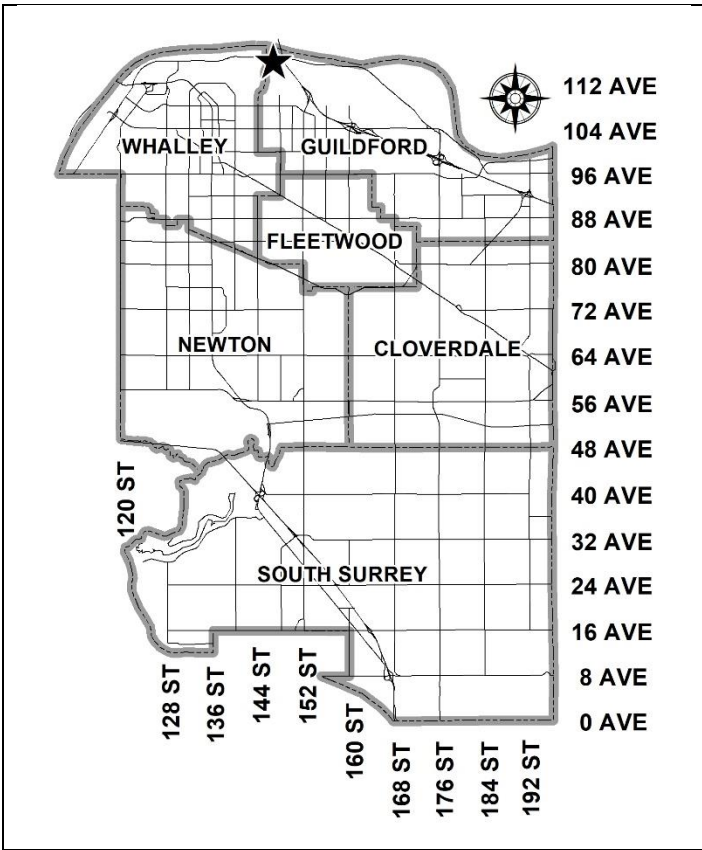 112 AVE
104 AVE
WHALLEY
GUILDFORD
96 AVE
88 AVE
FLEETWOOD
80 AVE
72 AVE
NEWTON
CLOVERDALE
64 AVE
56 AVE
48 AVE
120 ST
40 AVE
32 AVE
SOUTH SURREY
24 AVE
16 AVE
128 ST
136 ST
144 ST
152 ST
160 ST
8 AVE
0 AVE
168 ST
176 ST
184 ST
192 ST